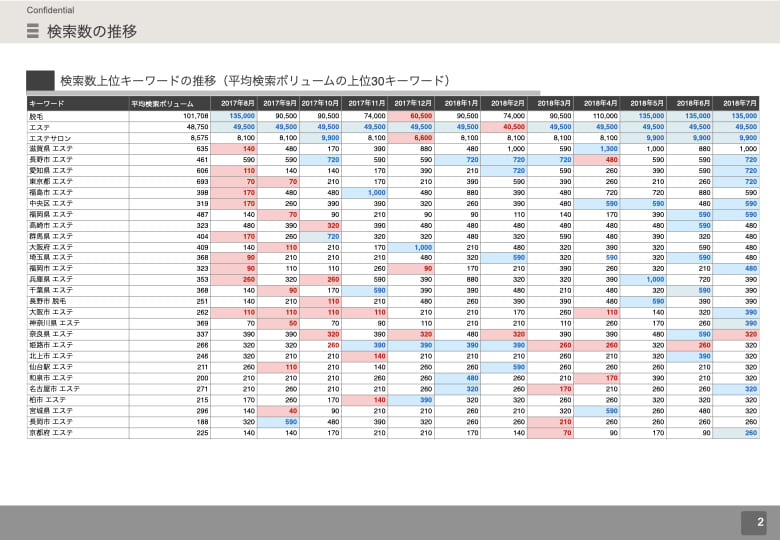 Confidential
検索数の推移
検索数上位キーワードの推移（平均検索ボリュームの上位30キーワード）
キーワード 平均検索ボリューム 2017年8月 2017年9月 2017年10月 2017年11月 2017年12月 2018年1月 2018年2月 2018年3月 2018年4月 2018年5月 2018年6月 2018年7月
脱毛 101,708 135,000 90,500 90,500 74,000 60,500 90,500 74,000 90,500 110,000 135,000 135,000 135,000
エステ 48,750 49,500 49,500 49,500 49,500 49,500 49,500 40,500 49,500 49,500 49,500 49,500 49,500
エステサロン 8,575 8,100 8,100 9,900 8,100 6,600 8,100 8,100 8,100 8,100 9,900 9,900 9,900
滋賀県 エステ 635 140 480 170 390 880 480 1,000 590 1,300 1,000 880 1,000
長野市 エステ 461 590 590 720 590 590 720 720 720 480 590 590 720
愛知県 エステ 606 110 140 140 170 390 210 720 590 260 390 590 720
東京都 エステ 693 70 70 210 170 210 390 590 390 260 210 260 720
福島市 エステ 398 170 480 480 1,000 480 880 390 480 720 720 880 590
中央区 エステ 319 170 260 390 390 320 260 390 480 590 480 590 590
福岡県 エステ 487 140 70 90 210 90 90 110 140 170 390 590 590
高崎市 エステ 323 480 390 320 390 480 480 480 480 480 480 590 480
群馬県 エステ 404 170 260 720 320 320 480 320 590 480 390 320 480
大阪府 エステ 409 140 110 210 170 1,000 210 480 320 390 320 590 480
埼玉県 エステ 368 90 210 210 210 480 320 590 320 590 320 590 480
福岡市 エステ 323 90 110 110 260 90 170 210 390 260 320 210 480
兵庫県 エステ 353 260 320 260 590 390 880 320 320 390 1,000 720 390
千葉県 エステ 368 140 90 170 590 390 390 480 210 480 320 590 390
長野市 脱毛 251 140 210 110 210 480 260 390 390 390 590 390 390
大阪市 エステ 262 110 110 110 110 210 210 170 260 110 140 320 390
神奈川県 エステ 369 70 50 70 90 110 210 210 110 260 170 260 390
奈良県 エステ 337 390 390 320 390 320 480 320 390 390 480 590 320
姫路市 エステ 266 320 320 260 390 390 390 390 260 260 320 260 320
北上市 エステ 246 320 210 210 140 210 210 210 260 210 320 390 320
仙台駅 エステ 211 260 110 210 140 260 260 590 260 260 210 210 320
和泉市 エステ 200 210 210 210 260 260 480 260 320 170 390 210 320
名古屋市 エステ 271 210 260 210 260 260 320 260 170 210 260 260 320
柏市 エステ 215 170 260 170 140 390 320 320 260 260 210 320 320
宮城県 エステ 296 140 40 90 210 210 260 210 320 590 260 480 320
長岡市 エステ 188 320 590 480 390 320 260 260 210 260 260 260 260
京都府 エステ 225 140 140 170 210 210 170 140 70 90 170 90 260
2